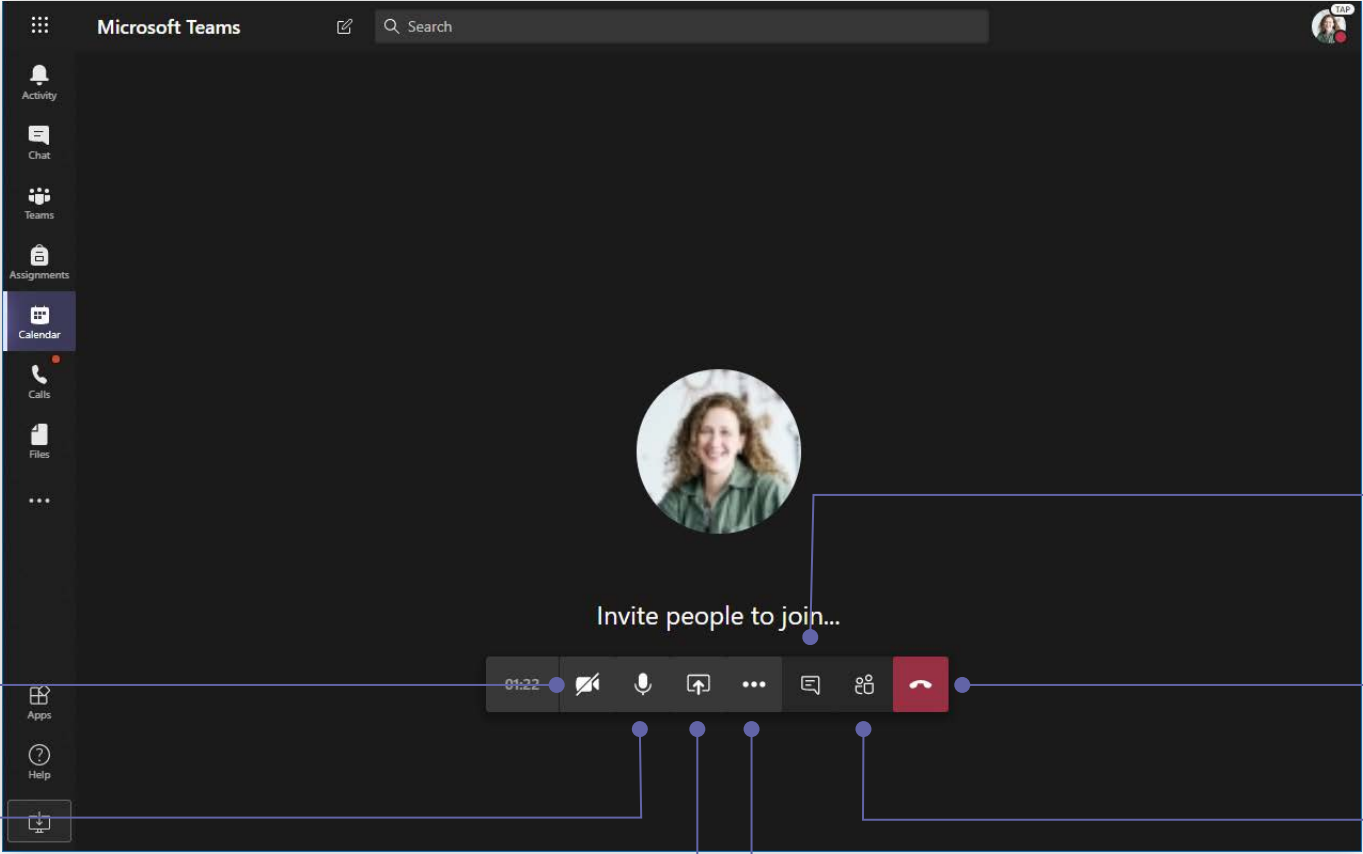 Microsoft Teams
Search
TAP
Activity
Chat
Teams
Assignments
Calendar
Calls
Files
Invite people to join...
01:22
Apps
Help